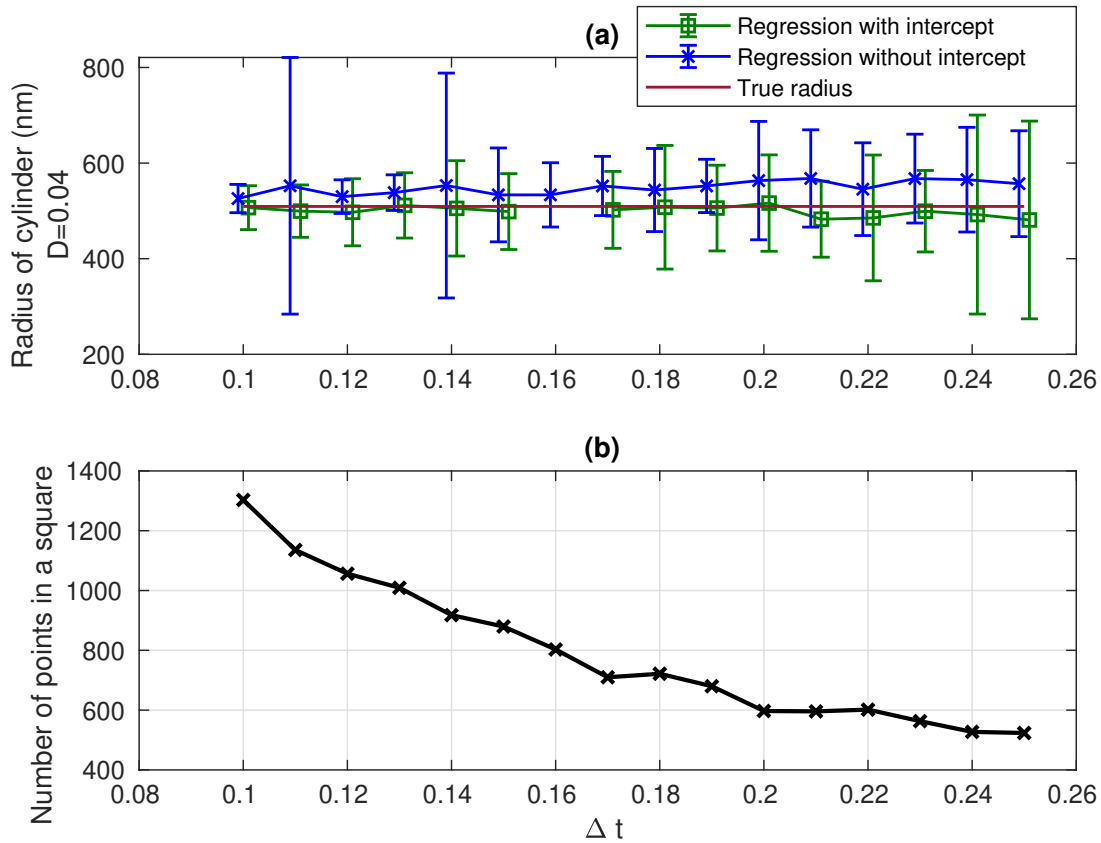 (a)
Regression with intercept
Regression without intercept
True radius
Radius of cylinder (nm)
D=0.04
800
600
400
200
0.08 0.1 0.12 0.14 0.16 0.18 0.2 0.22 0.24 0.26
(b)
Number of points in a square
1400
1200
1000
800
600
400
0.08 0.1 0.12 0.14 0.16 0.18 0.2 0.22 0.24 0.26
Δ t